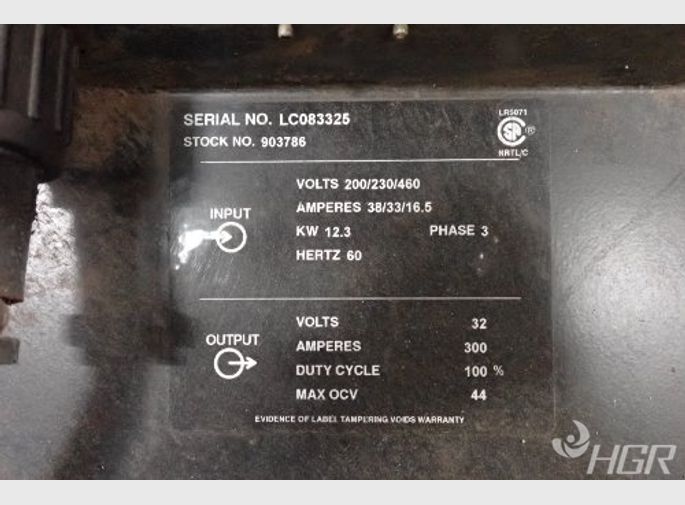 SERIAL NO. LC083325
STOCK NO. 903786
LR5071
SA ®
NRTL/C
INPUT
VOLTS 200/230/460
AMPERES 38/33/16.5
KW 12.3 PHASE 3
HERTZ 60
OUTPUT
VOLTS 32
AMPERES 300
DUTY CYCLE 100 %
MAX OCV 44
EVIDENCE OF LABEL TAMPERING VOIDS WARRANTY
HGR